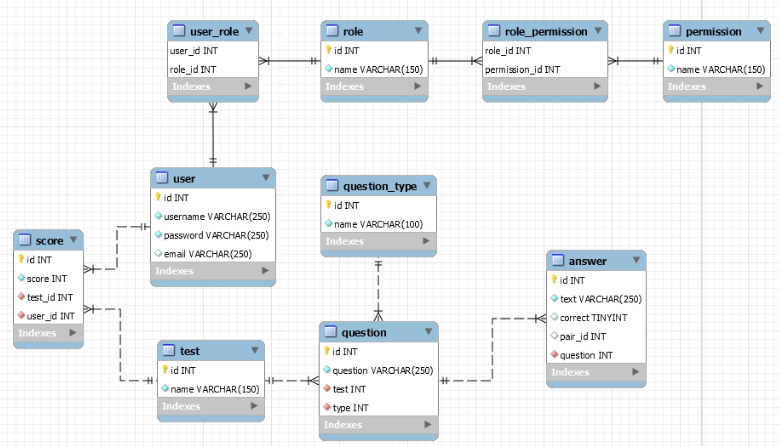 user_role
user_id INT
role_id INT
Indexes
role
id INT
name VARCHAR(150)
Indexes
role_permission
role_id INT
permission_id INT
Indexes
permission
id INT
name VARCHAR(150)
Indexes
user
id INT
username VARCHAR(250)
password VARCHAR(250)
email VARCHAR(250)
Indexes
question_type
id INT
name VARCHAR(100)
Indexes
score
id INT
score INT
test_id INT
user_id INT
Indexes
answer
id INT
text VARCHAR(250)
correct TINYINT
pair_id INT
question INT
Indexes
test
id INT
name VARCHAR(150)
Indexes
question
id INT
question VARCHAR(250)
test INT
type INT
Indexes